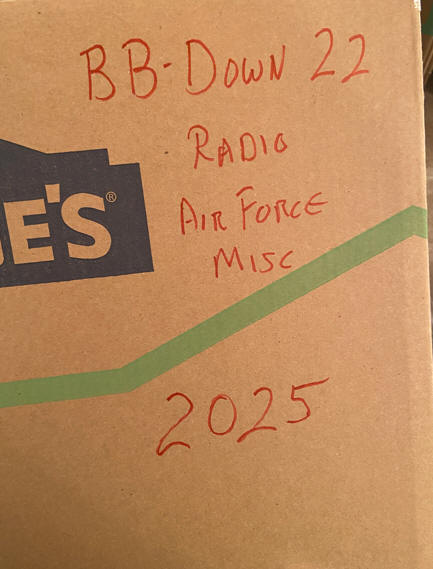 BB-DOWN 22
RADIO
AIR FORCE
MISC
E'S®
2025